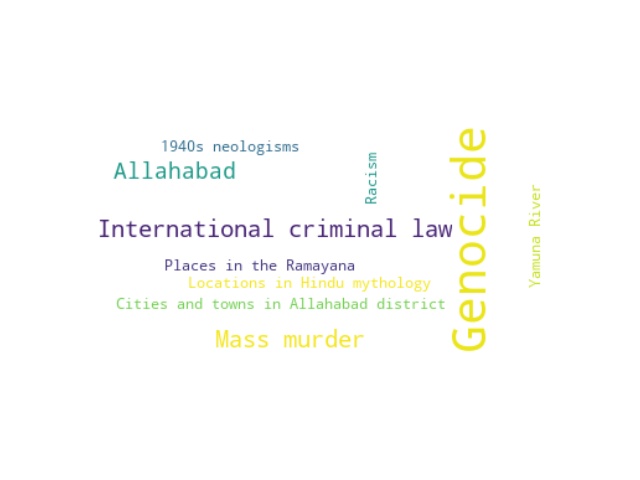 1940s neologisms
Allahabad
Racism
Genocide
Yamuna River
International criminal law
Places in the Ramayana
Locations in Hindu mythology
Cities and towns in Allahabad district
Mass murder